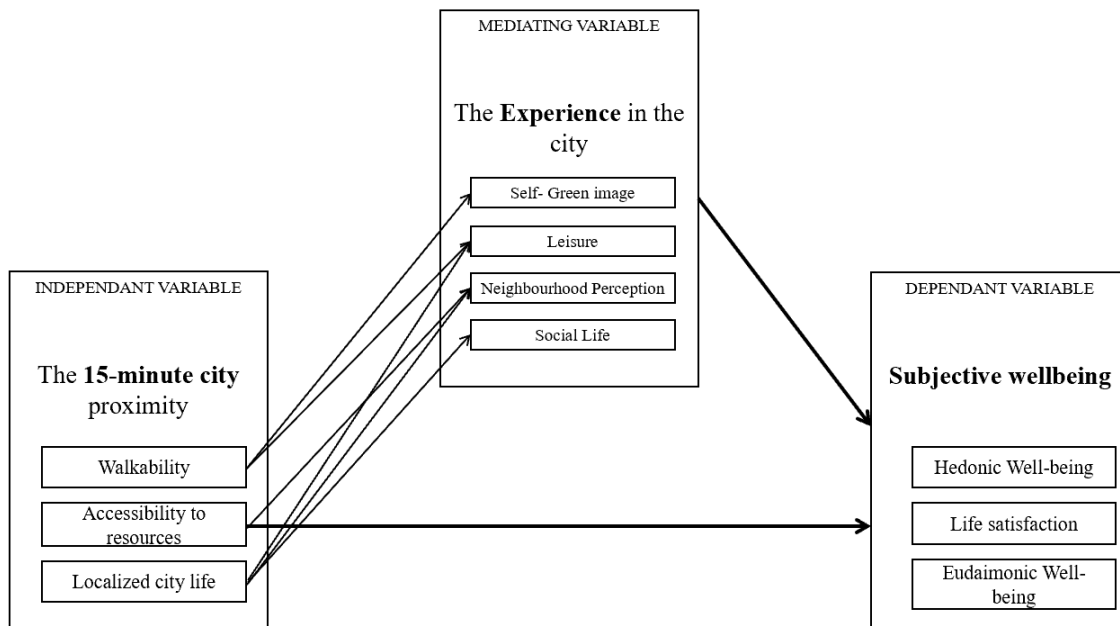 MEDIATING VARIABLE
The Experience in the
city
Self- Green image
Leisure
Neighbourhood Perception
Social Life
INDEPENDANT VARIABLE
The 15-minute city
proximity
Walkability
Accessibility to
resources
Localized city life
DEPENDANT VARIABLE
Subjective wellbeing
Hedonic Well-being
Life satisfaction
Eudaimonic Well-
being